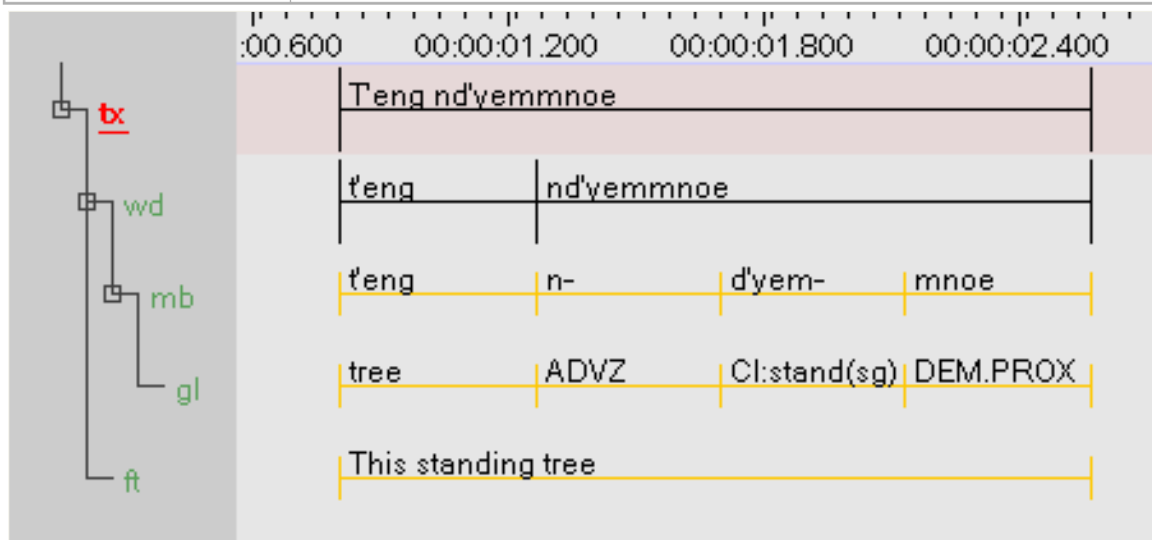 :00.600 00:00:01.200 00:00:01.800 00:00:02.400
tx T'eng nd'yemmnoe
wd t'eng nd'yemmnoe
mb t'eng n- d'yem- mnoe
gl tree ADVZ Cl:stand(sg) DEM.PROX
ft This standing tree